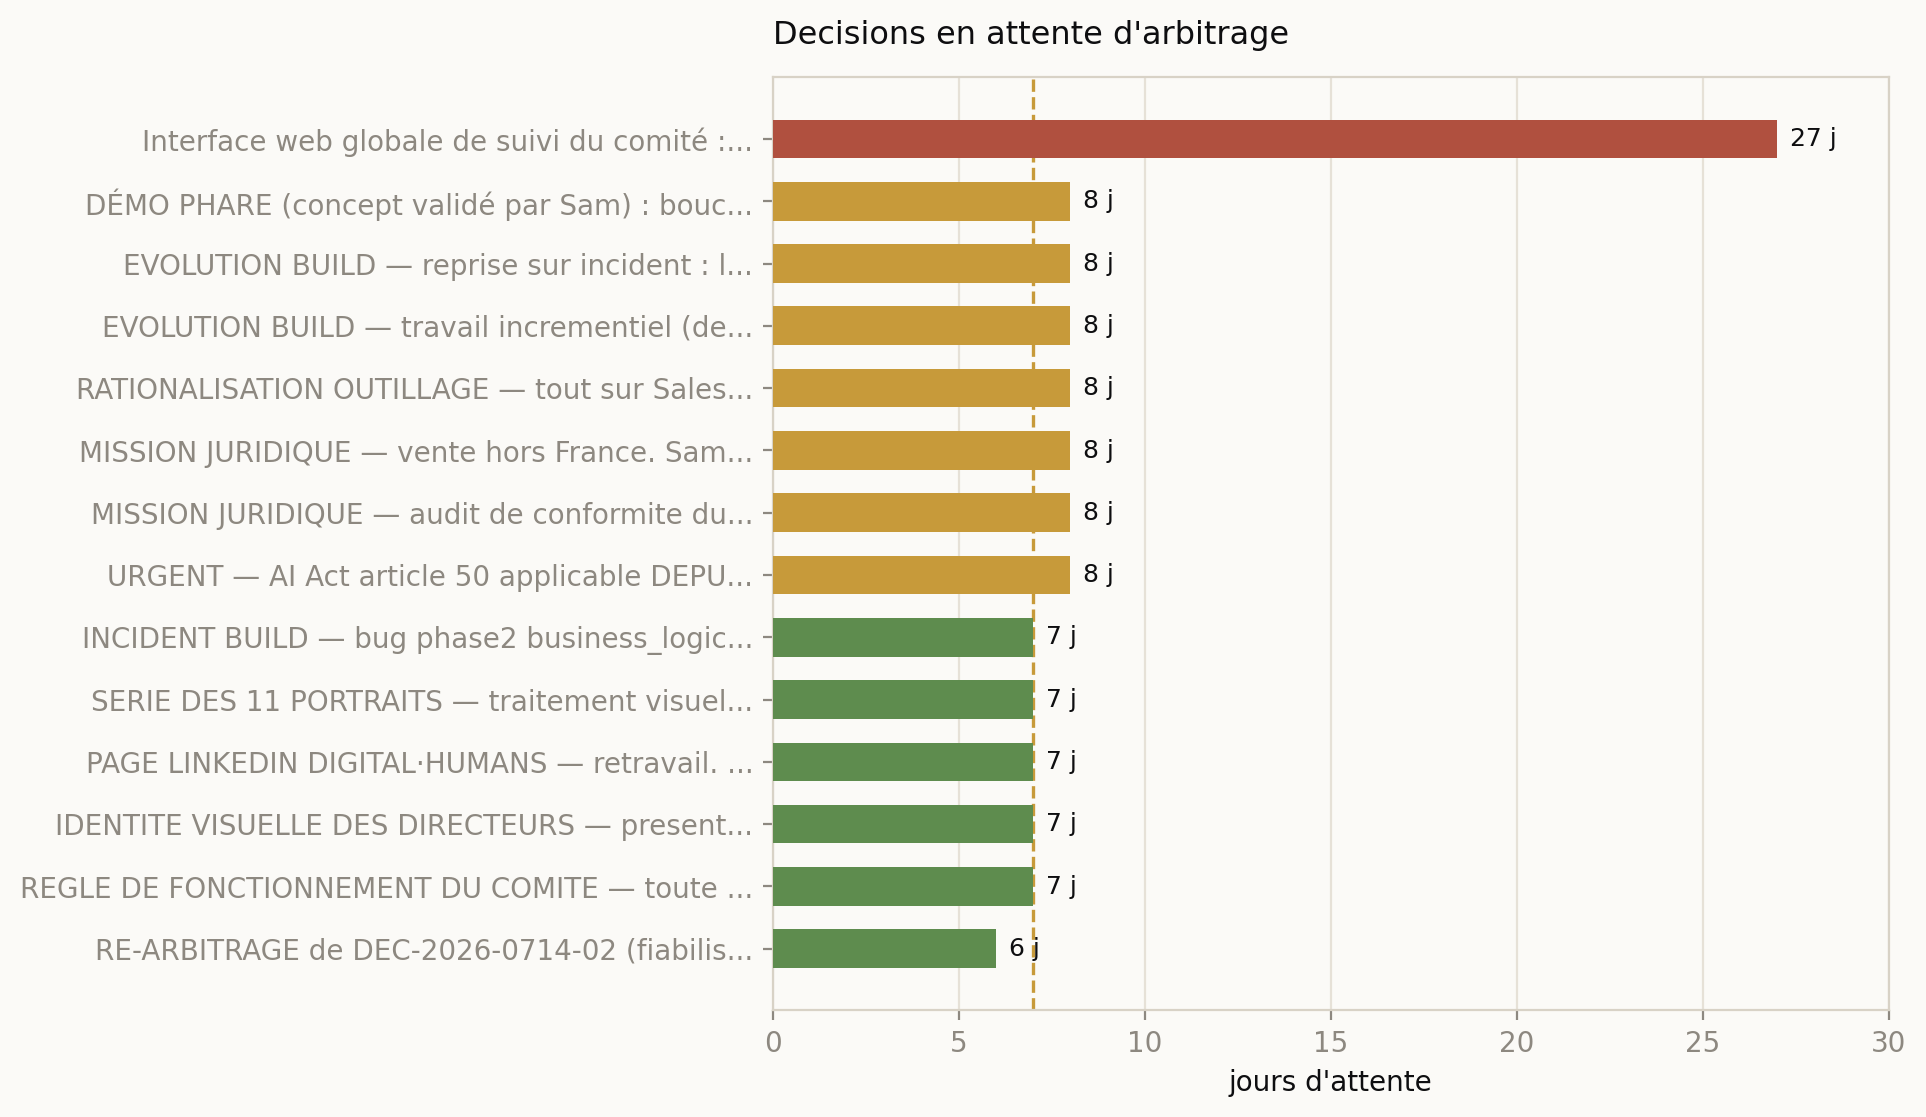 Decisions en attente d'arbitrage
Interface web globale de suivi du comité :... 27 j
DÉMO PHARE (concept validé par Sam) : bouc... 8 j
EVOLUTION BUILD — reprise sur incident : l... 8 j
EVOLUTION BUILD — travail incrementiel (de... 8 j
RATIONALISATION OUTILLAGE — tout sur Sales... 8 j
MISSION JURIDIQUE — vente hors France. Sam... 8 j
MISSION JURIDIQUE — audit de conformite du... 8 j
URGENT — AI Act article 50 applicable DEPU... 8 j
INCIDENT BUILD — bug phase2 business_logic... 7 j
SERIE DES 11 PORTRAITS — traitement visuel... 7 j
PAGE LINKEDIN DIGITAL·HUMANS — retravail. ... 7 j
IDENTITE VISUELLE DES DIRECTEURS — present... 7 j
REGLE DE FONCTIONNEMENT DU COMITE — toute ... 7 j
RE-ARBITRAGE de DEC-2026-0714-02 (fiabilis... 6 j
0 5 10 15 20 25 30
jours d'attente